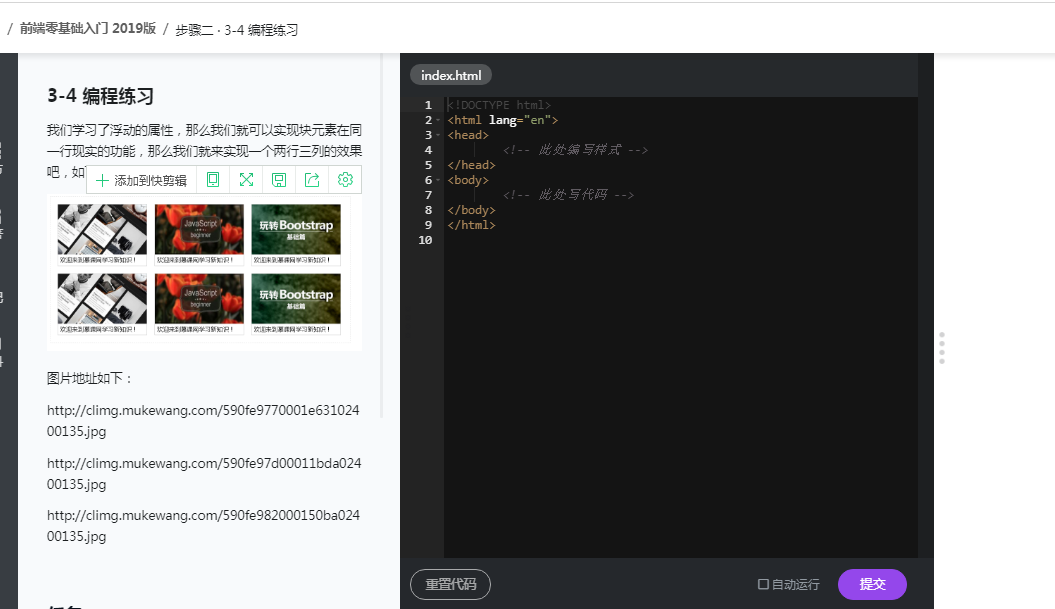 / 前端零基础入门 2019版 / 步骤二 · 3-4 编程练习
3-4 编程练习
我们学习了浮动的属性，那么我们就可以实现块元素在同
一行现实的功能，那么我们就来实现一个两行三列的效果
吧，如
添加到快剪辑
JavaScript
beginner
玩转Bootstrap
基础篇
欢迎来到慕课网学习新知识！
欢迎来到慕课网学习新知识！
欢迎来到慕课网学习新知识！
JavaScript
beginner
玩转Bootstrap
基础篇
欢迎来到慕课网学习新知识！
欢迎来到慕课网学习新知识！
欢迎来到慕课网学习新知识！
图片地址如下：
http://climg.mukewang.com/590fe9770001e631024
00135.jpg
http://climg.mukewang.com/590fe97d00011bda024
00135.jpg
http://climg.mukewang.com/590fe982000150ba024
00135.jpg
index.html
1 <!DOCTYPE html>
2 <html lang="en">
3 <head>
4 <!-- 此处编写样式 -->
5 </head>
6 <body>
7 <!-- 此处写代码 -->
8 </body>
9 </html>
10
重置代码
自动运行
提交